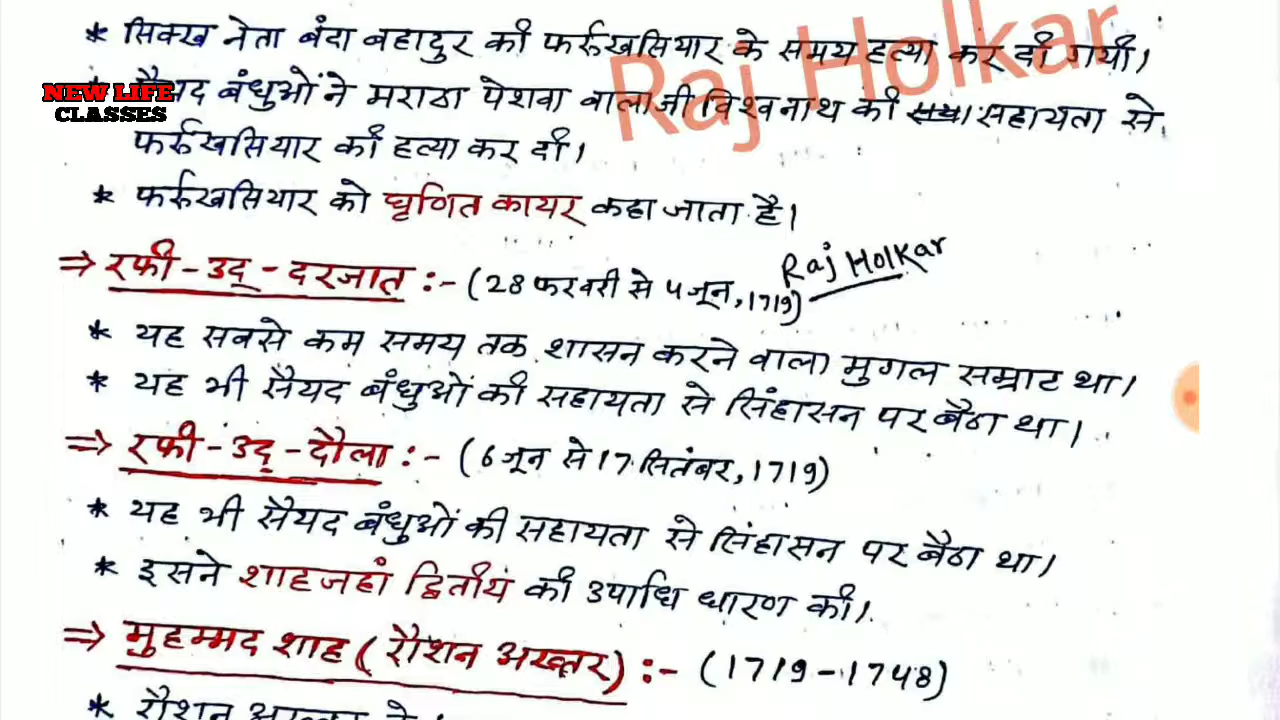 * सिक्ख नेता बंदा बहादुर की फर्रुखसियार के समय हत्या कर दी गयी।
Raj Holkar
NEW LIFE
CLASSES
* सैयद बंधुओं ने मराठा पेशवा बालाजी विश्वनाथ की सहायता से
फर्रुखसियार की हत्या कर दी।
* फर्रुखसियार को घृणित कायर कहा जाता है।
Raj Holkar
⇒ रफी-उद्-दरजात :- (28 फरवरी से 4 जून, 1719)
* यह सबसे कम समय तक शासन करने वाला मुगल सम्राट था।
* यह भी सैयद बंधुओं की सहायता से सिंहासन पर बैठा था।
⇒ रफी-उद्-दौला :- (6 जून से 17 सितंबर, 1719)
* यह भी सैयद बंधुओं की सहायता से सिंहासन पर बैठा था।
* इसने शाहजहां द्वितीय की उपाधि धारण की।
⇒ मुहम्मद शाह (रौशन अख्तर) :- (1719-1748)
* रौशन